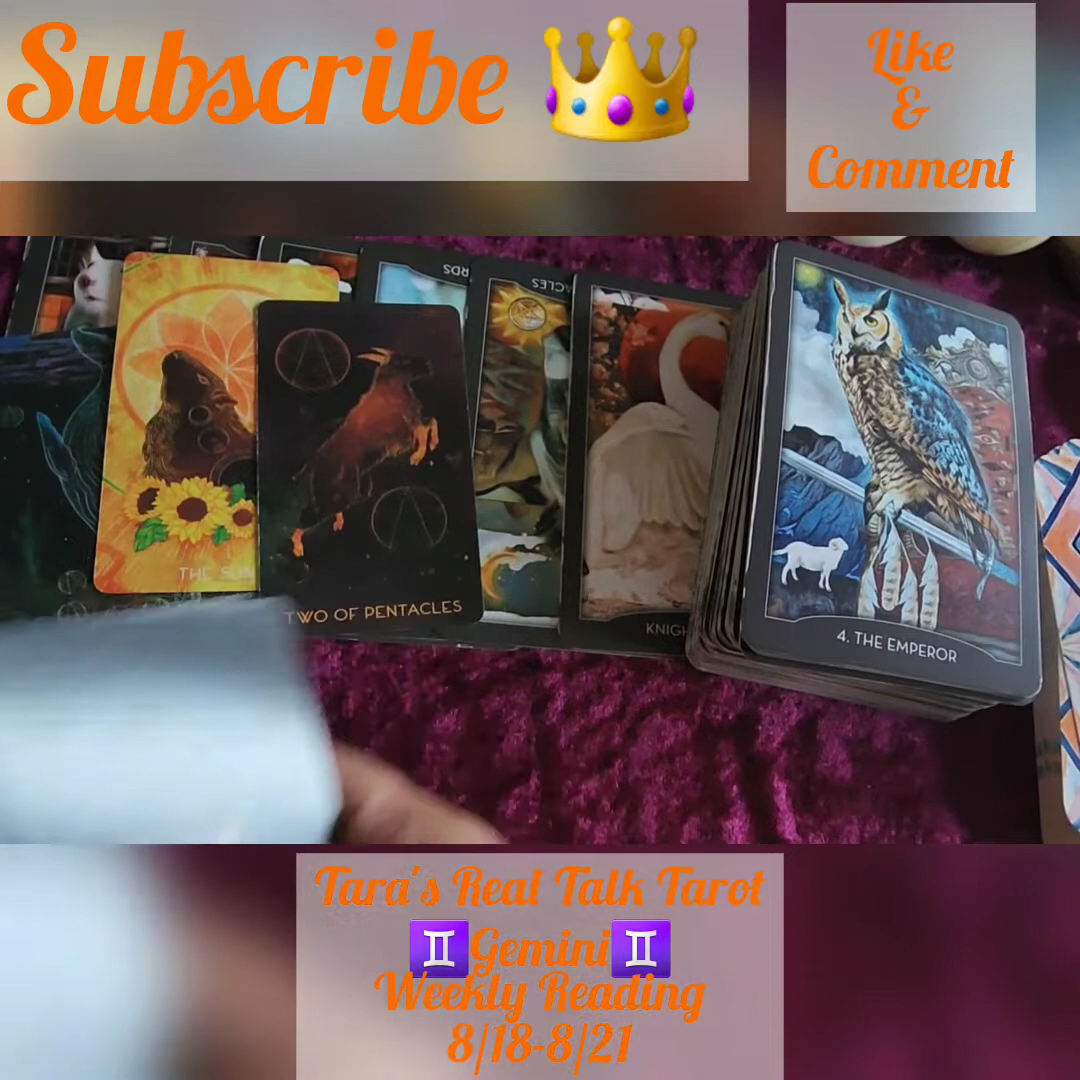 Subscribe 👑
Like
&
Comment
THE SUN
TWO OF PENTACLES
4. THE EMPEROR
Tara's Real Talk Tarot
♊Gemini♊
Weekly Reading
8/18-8/21